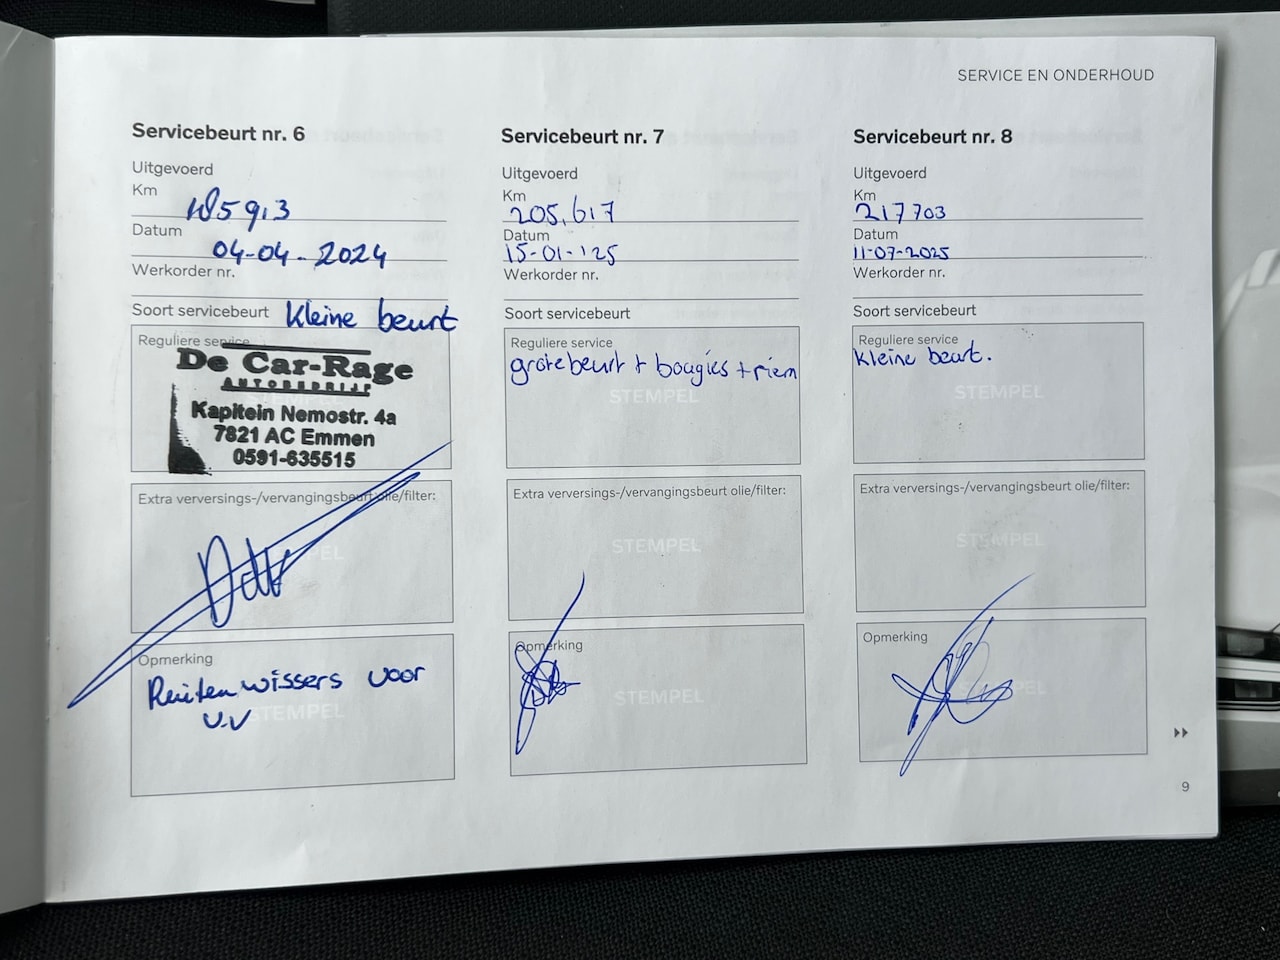 SERVICE EN ONDERHOUD
Servicebeurt nr. 6
Uitgevoerd
Km
Datum 04-04-2024
Werkorder nr.
Soort servicebeurt Kleine beurt
Reguliere service
De Car-Rage
AUTOBEDRIJF
Kapitein Nemostr. 4a
7821 AC Emmen
0591-635515
Extra verversings-/vervangingsbeurt olie/filter:
STEMPEL
Opmerking
Ruitenwissers voor
v.v
STEMPEL
Servicebeurt nr. 7
Uitgevoerd
Km 205.617
Datum 15-01-'25
Werkorder nr.
Soort servicebeurt
Reguliere service
grote beurt + bougies + riem
STEMPEL
Extra verversings-/vervangingsbeurt olie/filter:
STEMPEL
Opmerking
STEMPEL
Servicebeurt nr. 8
Uitgevoerd
Km 217703
Datum 11-07-2025
Werkorder nr.
Soort servicebeurt
Reguliere service
kleine beurt.
STEMPEL
Extra verversings-/vervangingsbeurt olie/filter:
STEMPEL
Opmerking
STEMPEL
9